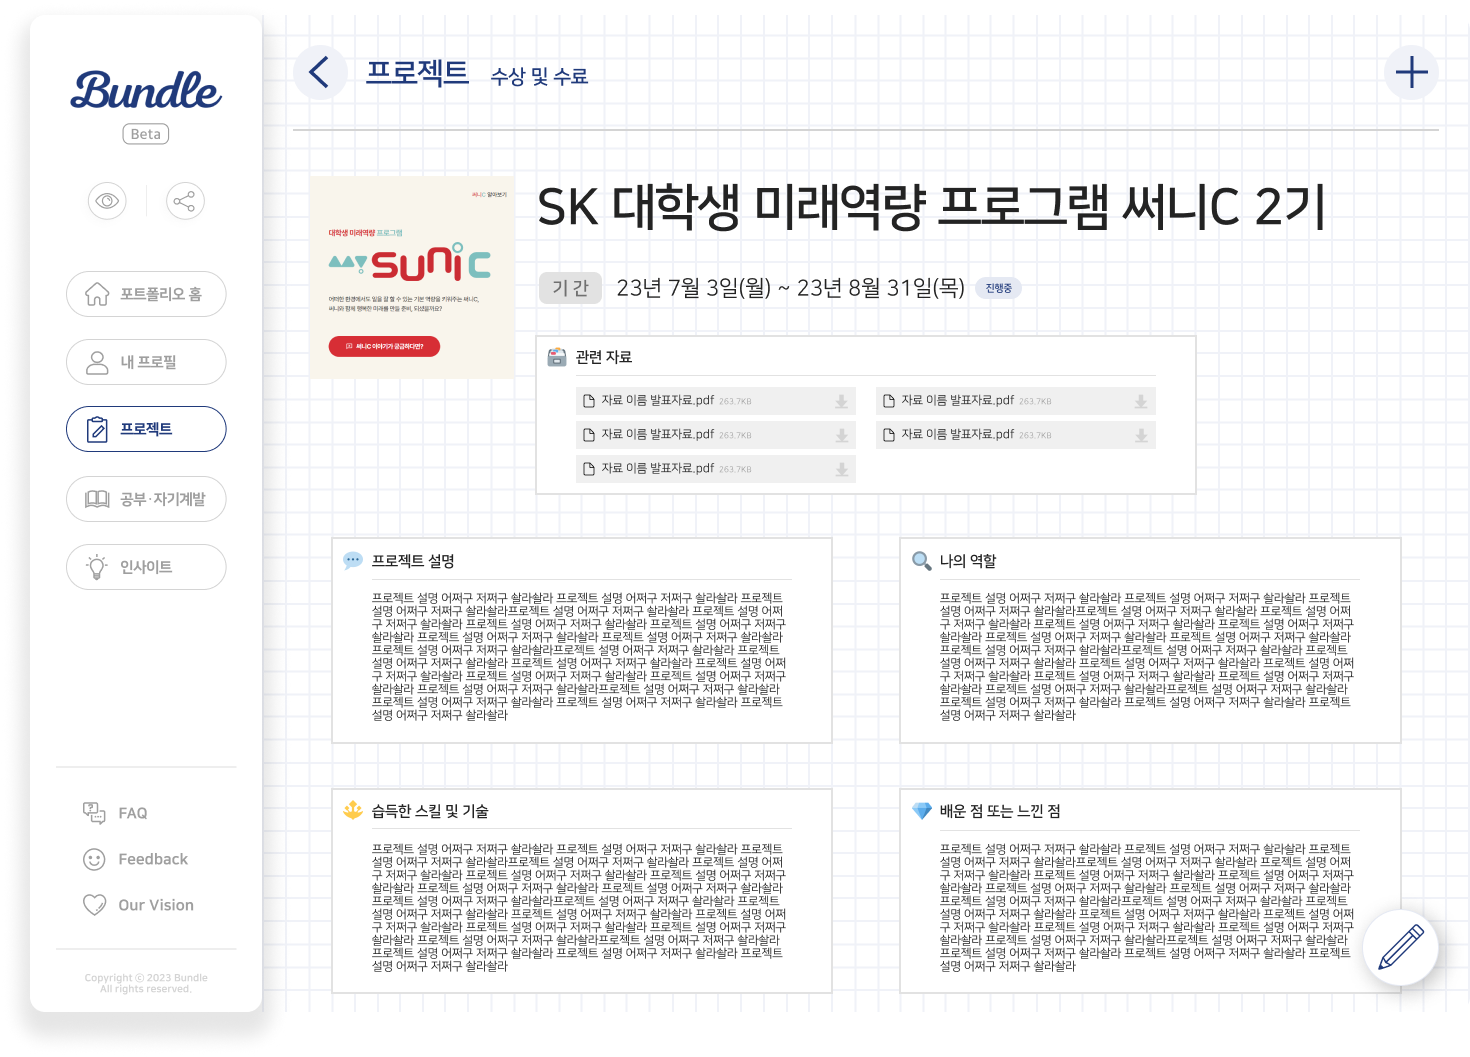 Bundle
Beta
포트폴리오 홈
내 프로필
프로젝트
공부·자기계발
인사이트
FAQ
Feedback
Our Vision
Copyright ⓒ 2023 Bundle
All rights reserved.
프로젝트 수상 및 수료
써니C 알아보기
대학생 미래역량 프로그램
sunic
어떠한 환경에서도 일을 잘 할 수 있는 기본 역량을 키워주는 써니C,
써니와 함께 행복한 미래를 만들 준비, 되셨을까요?
써니C 이야기가 궁금하다면?
SK 대학생 미래역량 프로그램 써니C 2기
기 간 23년 7월 3일(월) ~ 23년 8월 31일(목) 진행중
관련 자료
자료 이름 발표자료.pdf 263.7KB
자료 이름 발표자료.pdf 263.7KB
자료 이름 발표자료.pdf 263.7KB
자료 이름 발표자료.pdf 263.7KB
자료 이름 발표자료.pdf 263.7KB
프로젝트 설명
프로젝트 설명 어쩌구 저쩌구 솰라솰라 프로젝트 설명 어쩌구 저쩌구 솰라솰라 프로젝트
설명 어쩌구 저쩌구 솰라솰라프로젝트 설명 어쩌구 저쩌구 솰라솰라 프로젝트 설명 어쩌
구 저쩌구 솰라솰라 프로젝트 설명 어쩌구 저쩌구 솰라솰라 프로젝트 설명 어쩌구 저쩌구
솰라솰라 프로젝트 설명 어쩌구 저쩌구 솰라솰라 프로젝트 설명 어쩌구 저쩌구 솰라솰라
프로젝트 설명 어쩌구 저쩌구 솰라솰라프로젝트 설명 어쩌구 저쩌구 솰라솰라 프로젝트
설명 어쩌구 저쩌구 솰라솰라 프로젝트 설명 어쩌구 저쩌구 솰라솰라 프로젝트 설명 어쩌
구 저쩌구 솰라솰라 프로젝트 설명 어쩌구 저쩌구 솰라솰라 프로젝트 설명 어쩌구 저쩌구
솰라솰라 프로젝트 설명 어쩌구 저쩌구 솰라솰라프로젝트 설명 어쩌구 저쩌구 솰라솰라
프로젝트 설명 어쩌구 저쩌구 솰라솰라 프로젝트 설명 어쩌구 저쩌구 솰라솰라 프로젝트
설명 어쩌구 저쩌구 솰라솰라
나의 역할
프로젝트 설명 어쩌구 저쩌구 솰라솰라 프로젝트 설명 어쩌구 저쩌구 솰라솰라 프로젝트
설명 어쩌구 저쩌구 솰라솰라프로젝트 설명 어쩌구 저쩌구 솰라솰라 프로젝트 설명 어쩌
구 저쩌구 솰라솰라 프로젝트 설명 어쩌구 저쩌구 솰라솰라 프로젝트 설명 어쩌구 저쩌구
솰라솰라 프로젝트 설명 어쩌구 저쩌구 솰라솰라 프로젝트 설명 어쩌구 저쩌구 솰라솰라
프로젝트 설명 어쩌구 저쩌구 솰라솰라프로젝트 설명 어쩌구 저쩌구 솰라솰라 프로젝트
설명 어쩌구 저쩌구 솰라솰라 프로젝트 설명 어쩌구 저쩌구 솰라솰라 프로젝트 설명 어쩌
구 저쩌구 솰라솰라 프로젝트 설명 어쩌구 저쩌구 솰라솰라 프로젝트 설명 어쩌구 저쩌구
솰라솰라 프로젝트 설명 어쩌구 저쩌구 솰라솰라프로젝트 설명 어쩌구 저쩌구 솰라솰라
프로젝트 설명 어쩌구 저쩌구 솰라솰라 프로젝트 설명 어쩌구 저쩌구 솰라솰라 프로젝트
설명 어쩌구 저쩌구 솰라솰라
습득한 스킬 및 기술
프로젝트 설명 어쩌구 저쩌구 솰라솰라 프로젝트 설명 어쩌구 저쩌구 솰라솰라 프로젝트
설명 어쩌구 저쩌구 솰라솰라프로젝트 설명 어쩌구 저쩌구 솰라솰라 프로젝트 설명 어쩌
구 저쩌구 솰라솰라 프로젝트 설명 어쩌구 저쩌구 솰라솰라 프로젝트 설명 어쩌구 저쩌구
솰라솰라 프로젝트 설명 어쩌구 저쩌구 솰라솰라 프로젝트 설명 어쩌구 저쩌구 솰라솰라
프로젝트 설명 어쩌구 저쩌구 솰라솰라프로젝트 설명 어쩌구 저쩌구 솰라솰라 프로젝트
설명 어쩌구 저쩌구 솰라솰라 프로젝트 설명 어쩌구 저쩌구 솰라솰라 프로젝트 설명 어쩌
구 저쩌구 솰라솰라 프로젝트 설명 어쩌구 저쩌구 솰라솰라 프로젝트 설명 어쩌구 저쩌구
솰라솰라 프로젝트 설명 어쩌구 저쩌구 솰라솰라프로젝트 설명 어쩌구 저쩌구 솰라솰라
프로젝트 설명 어쩌구 저쩌구 솰라솰라 프로젝트 설명 어쩌구 저쩌구 솰라솰라 프로젝트
설명 어쩌구 저쩌구 솰라솰라
배운 점 또는 느낀 점
프로젝트 설명 어쩌구 저쩌구 솰라솰라 프로젝트 설명 어쩌구 저쩌구 솰라솰라 프로젝트
설명 어쩌구 저쩌구 솰라솰라프로젝트 설명 어쩌구 저쩌구 솰라솰라 프로젝트 설명 어쩌
구 저쩌구 솰라솰라 프로젝트 설명 어쩌구 저쩌구 솰라솰라 프로젝트 설명 어쩌구 저쩌구
솰라솰라 프로젝트 설명 어쩌구 저쩌구 솰라솰라 프로젝트 설명 어쩌구 저쩌구 솰라솰라
프로젝트 설명 어쩌구 저쩌구 솰라솰라프로젝트 설명 어쩌구 저쩌구 솰라솰라 프로젝트
설명 어쩌구 저쩌구 솰라솰라 프로젝트 설명 어쩌구 저쩌구 솰라솰라 프로젝트 설명 어쩌
구 저쩌구 솰라솰라 프로젝트 설명 어쩌구 저쩌구 솰라솰라 프로젝트 설명 어쩌구 저쩌구
솰라솰라 프로젝트 설명 어쩌구 저쩌구 솰라솰라프로젝트 설명 어쩌구 저쩌구 솰라솰라
프로젝트 설명 어쩌구 저쩌구 솰라솰라 프로젝트 설명 어쩌구 저쩌구 솰라솰라 프로젝트
설명 어쩌구 저쩌구 솰라솰라